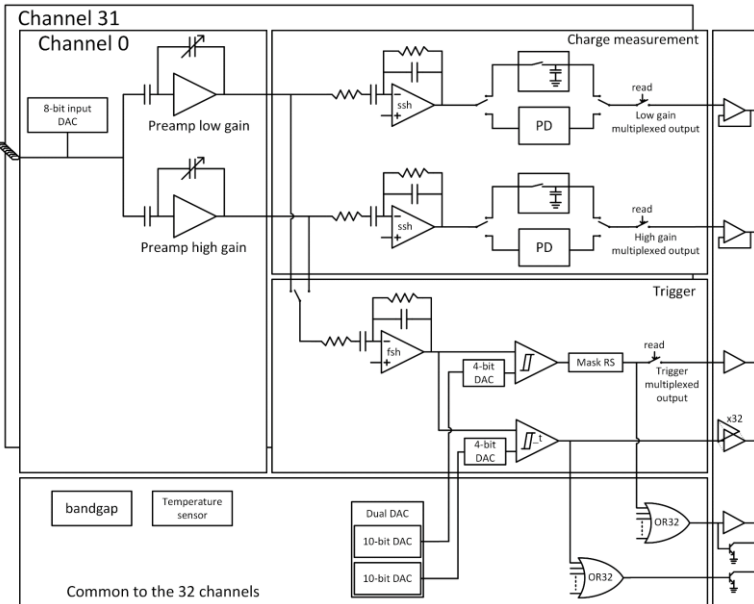 Channel 31
Channel 0
Charge measurement
8-bit input
DAC
Preamp low gain
ssh
PD
read
Low gain
multiplexed output
Preamp high gain
ssh
PD
read
High gain
multiplexed output
Trigger
fsh
4-bit
DAC
Mask RS
read
Trigger
multiplexed
output
4-bit
DAC
_t
x32
bandgap
Temperature
sensor
Dual DAC
10-bit DAC
10-bit DAC
OR32
OR32
Common to the 32 channels